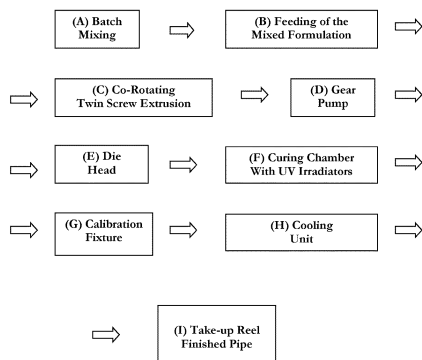 (A) Batch
Mixing
(B) Feeding of the
Mixed Formulation
(C) Co-Rotating
Twin Screw Extrusion
(D) Gear
Pump
(E) Die
Head
(F) Curing Chamber
With UV Irradiators
(G) Calibration
Fixture
(H) Cooling
Unit
(I) Take-up Reel
Finished Pipe